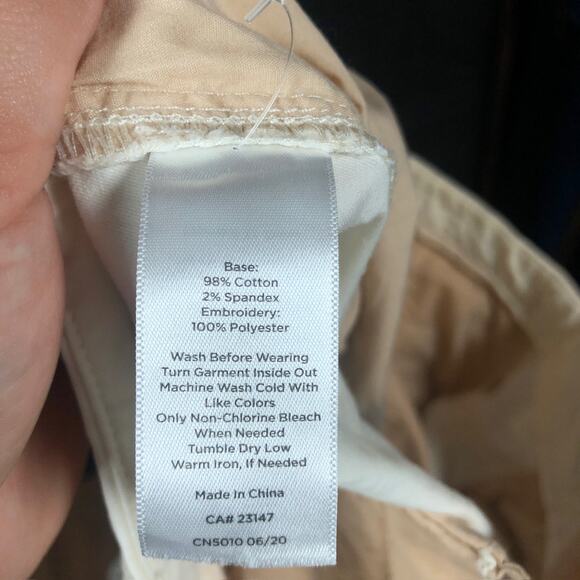 Base:
98% Cotton
2% Spandex
Embroidery:
100% Polyester
Wash Before Wearing
Turn Garment Inside Out
Machine Wash Cold With
Like Colors
Only Non-Chlorine Bleach
When Needed
Tumble Dry Low
Warm Iron, If Needed
Made In China
CA# 23147
CN5010 06/20